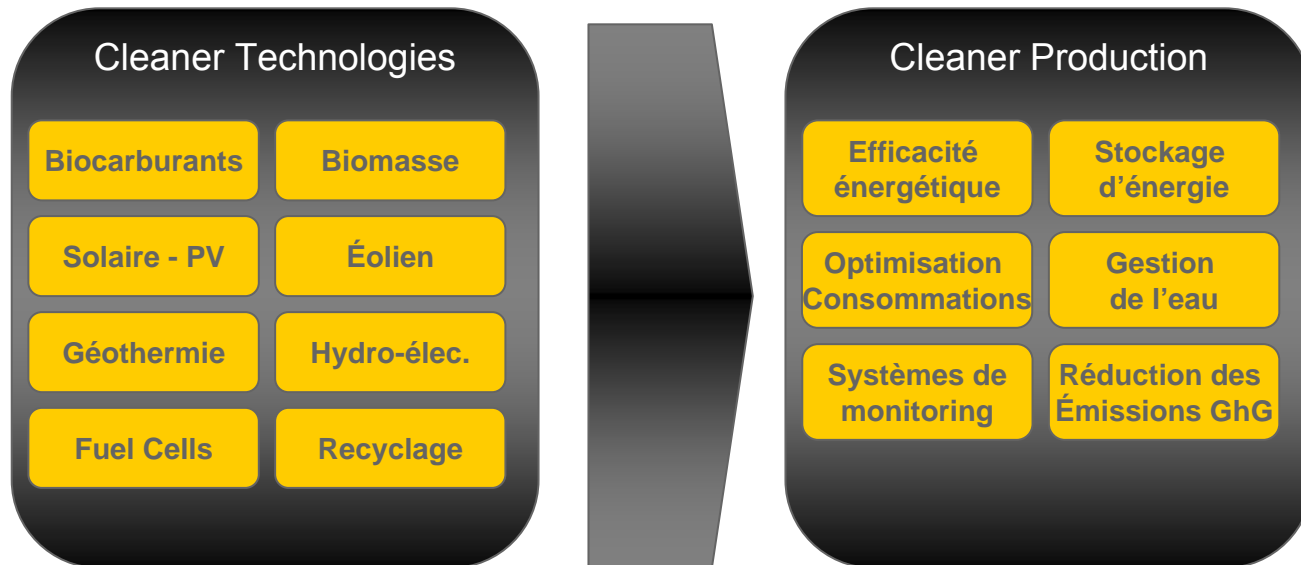 Cleaner Technologies
Biocarburants
Biomasse
Solaire - PV
Éolien
Géothermie
Hydro-élec.
Fuel Cells
Recyclage
Cleaner Production
Efficacité
énergétique
Stockage
d’énergie
Optimisation
Consommations
Gestion
de l’eau
Systèmes de
monitoring
Réduction des
Émissions GhG